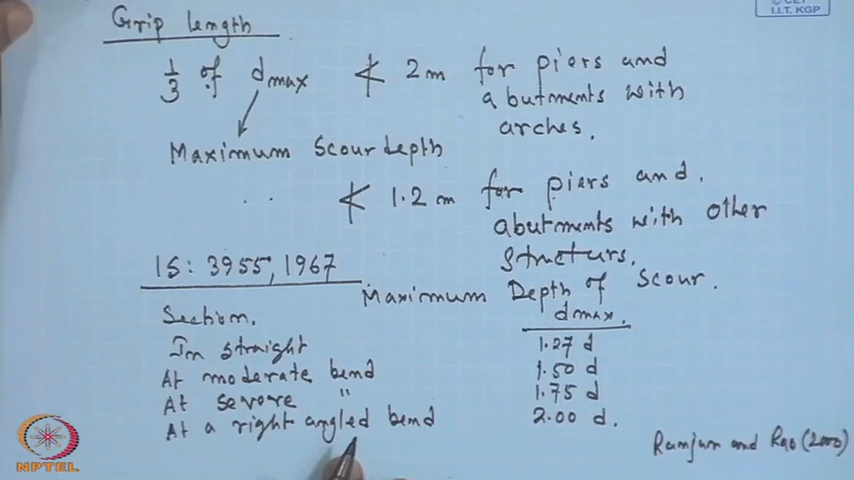 © CET
I.I.T. KGP
Grip length
1/3 of dmax ≮ 2 m for piers and
abutments with
arches.
Maximum Scour depth
≮ 1.2 m for piers and.
abutments with other
structurs.
IS: 3955, 1967
Maximum Depth of Scour.
Section. dmax.
In straight 1.27 d
At moderate bend 1.50 d
At severe " 1.75 d
At a right angled bend 2.00 d.
Ranjan and Rao (2000)
NPTEL